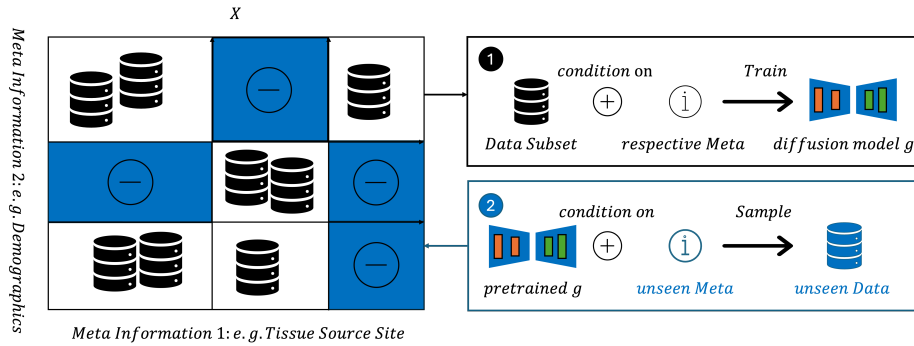 X
Meta Information 2: e.g. Demographics
Meta Information 1: e.g. Tissue Source Site
1
condition on
Train
+
i
Data Subset
respective Meta
diffusion model g
2
condition on
Sample
+
i
pretrained g
unseen Meta
unseen Data